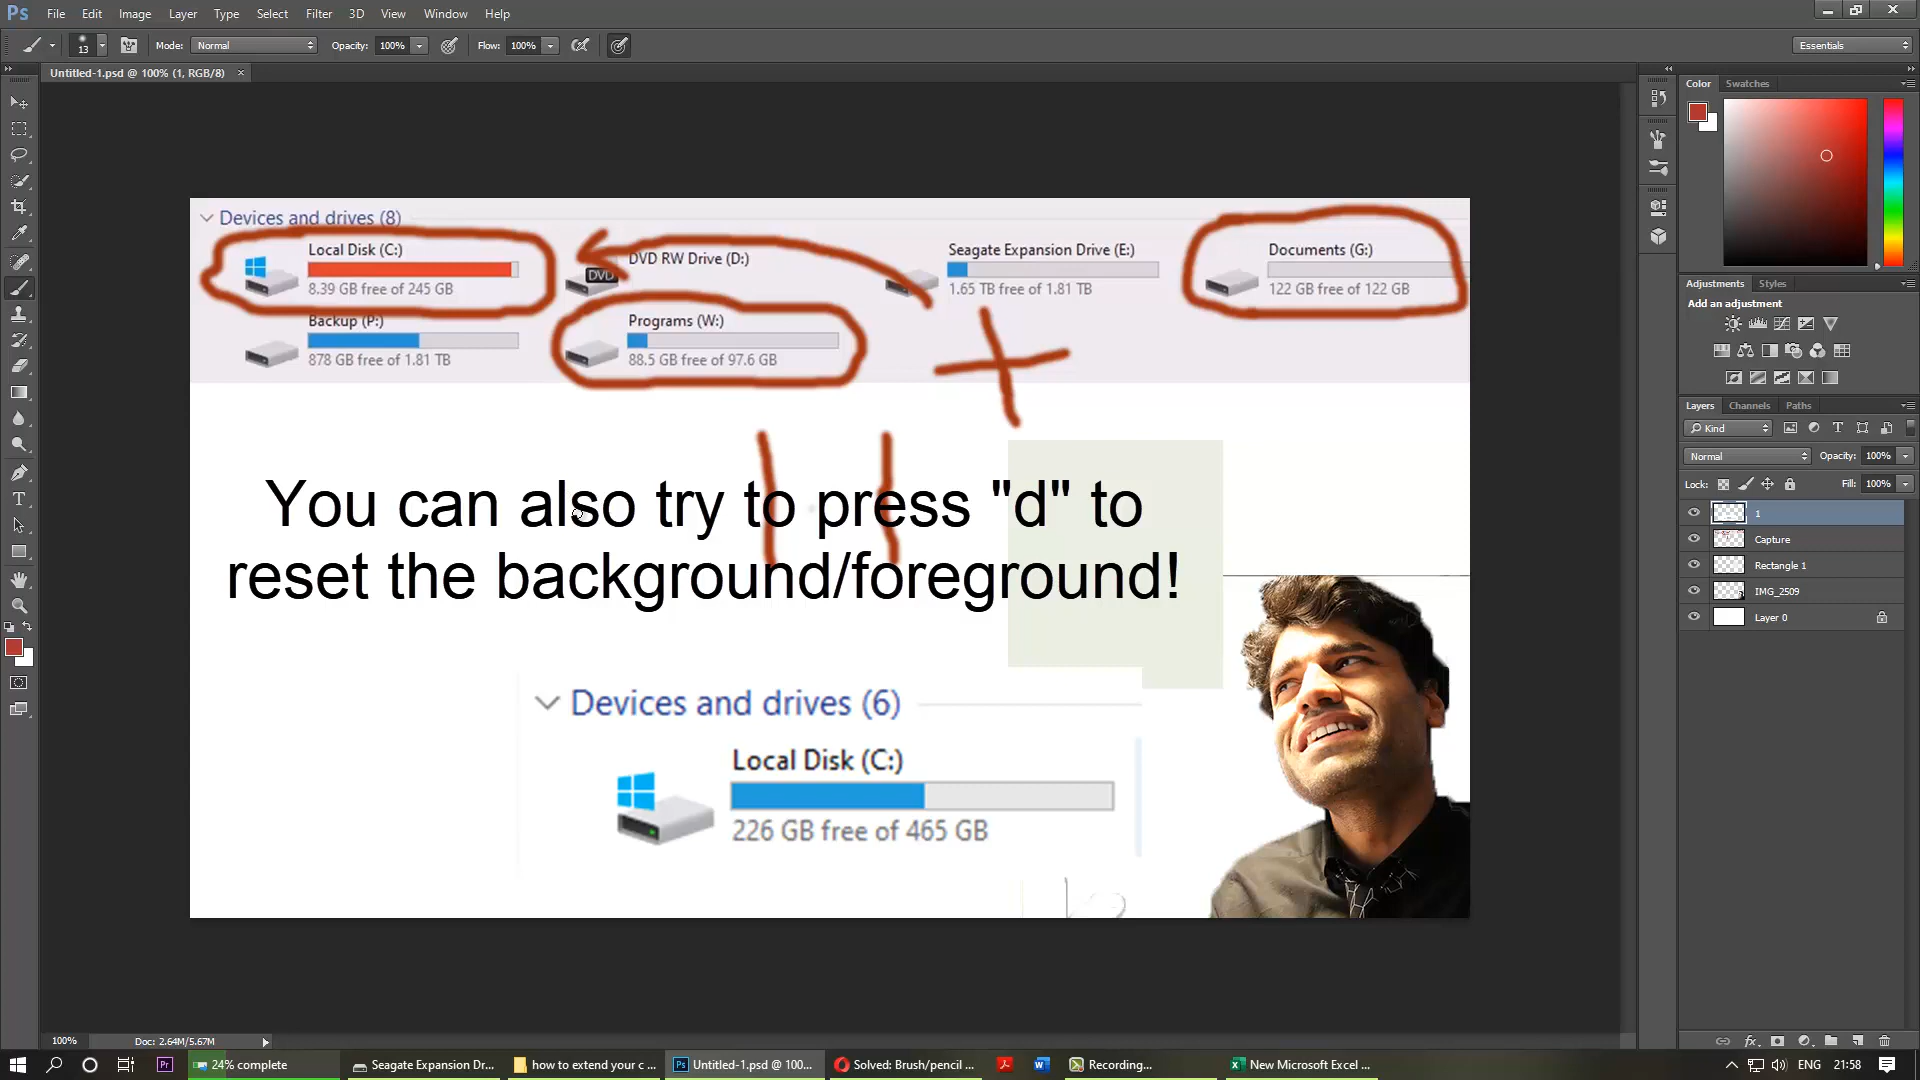 Ps File Edit Image Layer Type Select Filter 3D View Window Help
13 Mode: Normal Opacity: 100% Flow: 100% Essentials
Untitled-1.psd @ 100% (1, RGB/8) ×
Color Swatches
Devices and drives (8)
Local Disk (C:)
8.39 GB free of 245 GB
DVD RW Drive (D:)
DVD
Seagate Expansion Drive (E:)
1.65 TB free of 1.81 TB
Documents (G:)
122 GB free of 122 GB
Backup (P:)
878 GB free of 1.81 TB
Programs (W:)
88.5 GB free of 97.6 GB
You can also try to press "d" to
reset the background/foreground!
Devices and drives (6)
Local Disk (C:)
226 GB free of 465 GB
Adjustments Styles
Add an adjustment
Layers Channels Paths
Kind
Normal Opacity: 100%
Lock: Fill: 100%
1
Capture
Rectangle 1
IMG_2509
Layer 0
100% Doc: 2.64M/5.67M
Pr 24% complete Seagate Expansion Dr... how to extend your c ... Ps Untitled-1.psd @ 100... Solved: Brush/pencil ... Recording... New Microsoft Excel ... ENG 21:58